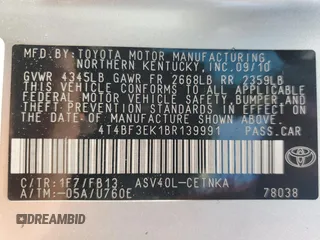 MFD.BY: TOYOTA MOTOR MANUFACTURING
NORTHERN KENTUCKY, INC. 09/10
GVWR 4345LB GAWR FR 2668LB RR 2359LB
THIS VEHICLE CONFORMS TO ALL APPLICABLE
FEDERAL MOTOR VEHICLE SAFETY, BUMPER, AND
THEFT PREVENTION STANDARDS IN EFFECT ON THE
DATE OF MANUFACTURE SHOWN ABOVE.
4T4BF3EK1BR139991 PASS.CAR
C/TR:1F7/FB13 ASV40L-CETNKA
A/TM:-05A/U760E
TOYOTA
78038
DREAMBID